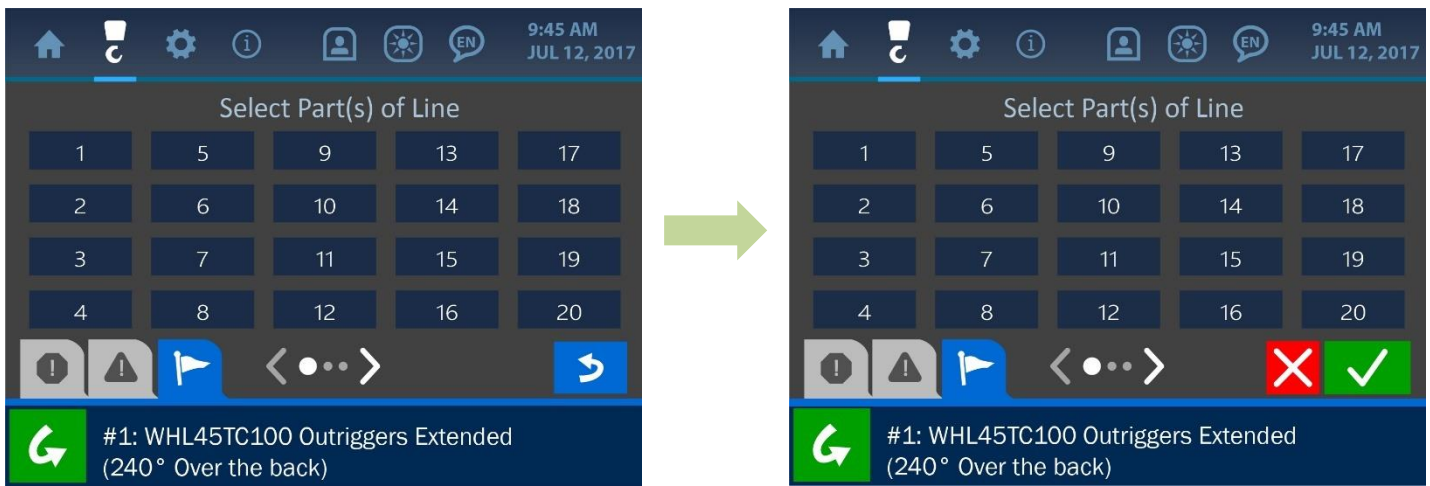 EN
9:45 AM
JUL 12, 2017
Select Part(s) of Line
1 5 9 13 17
2 6 10 14 18
3 7 11 15 19
4 8 12 16 20
#1: WHL45TC100 Outriggers Extended
(240° Over the back)
EN
9:45 AM
JUL 12, 2017
Select Part(s) of Line
1 5 9 13 17
2 6 10 14 18
3 7 11 15 19
4 8 12 16 20
#1: WHL45TC100 Outriggers Extended
(240° Over the back)